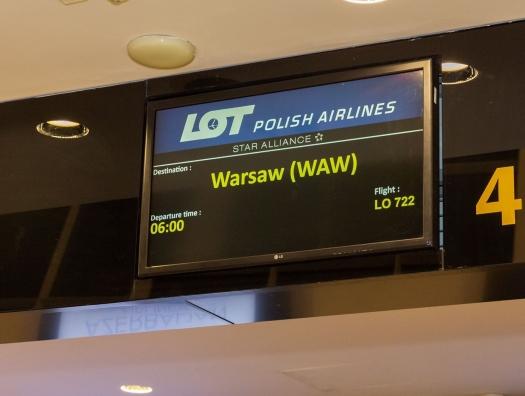 LOT POLISH AIRLINES
STAR ALLIANCE
Destination :
Warsaw (WAW)
Departure time :
06:00
Flight :
LO 722
4
LG